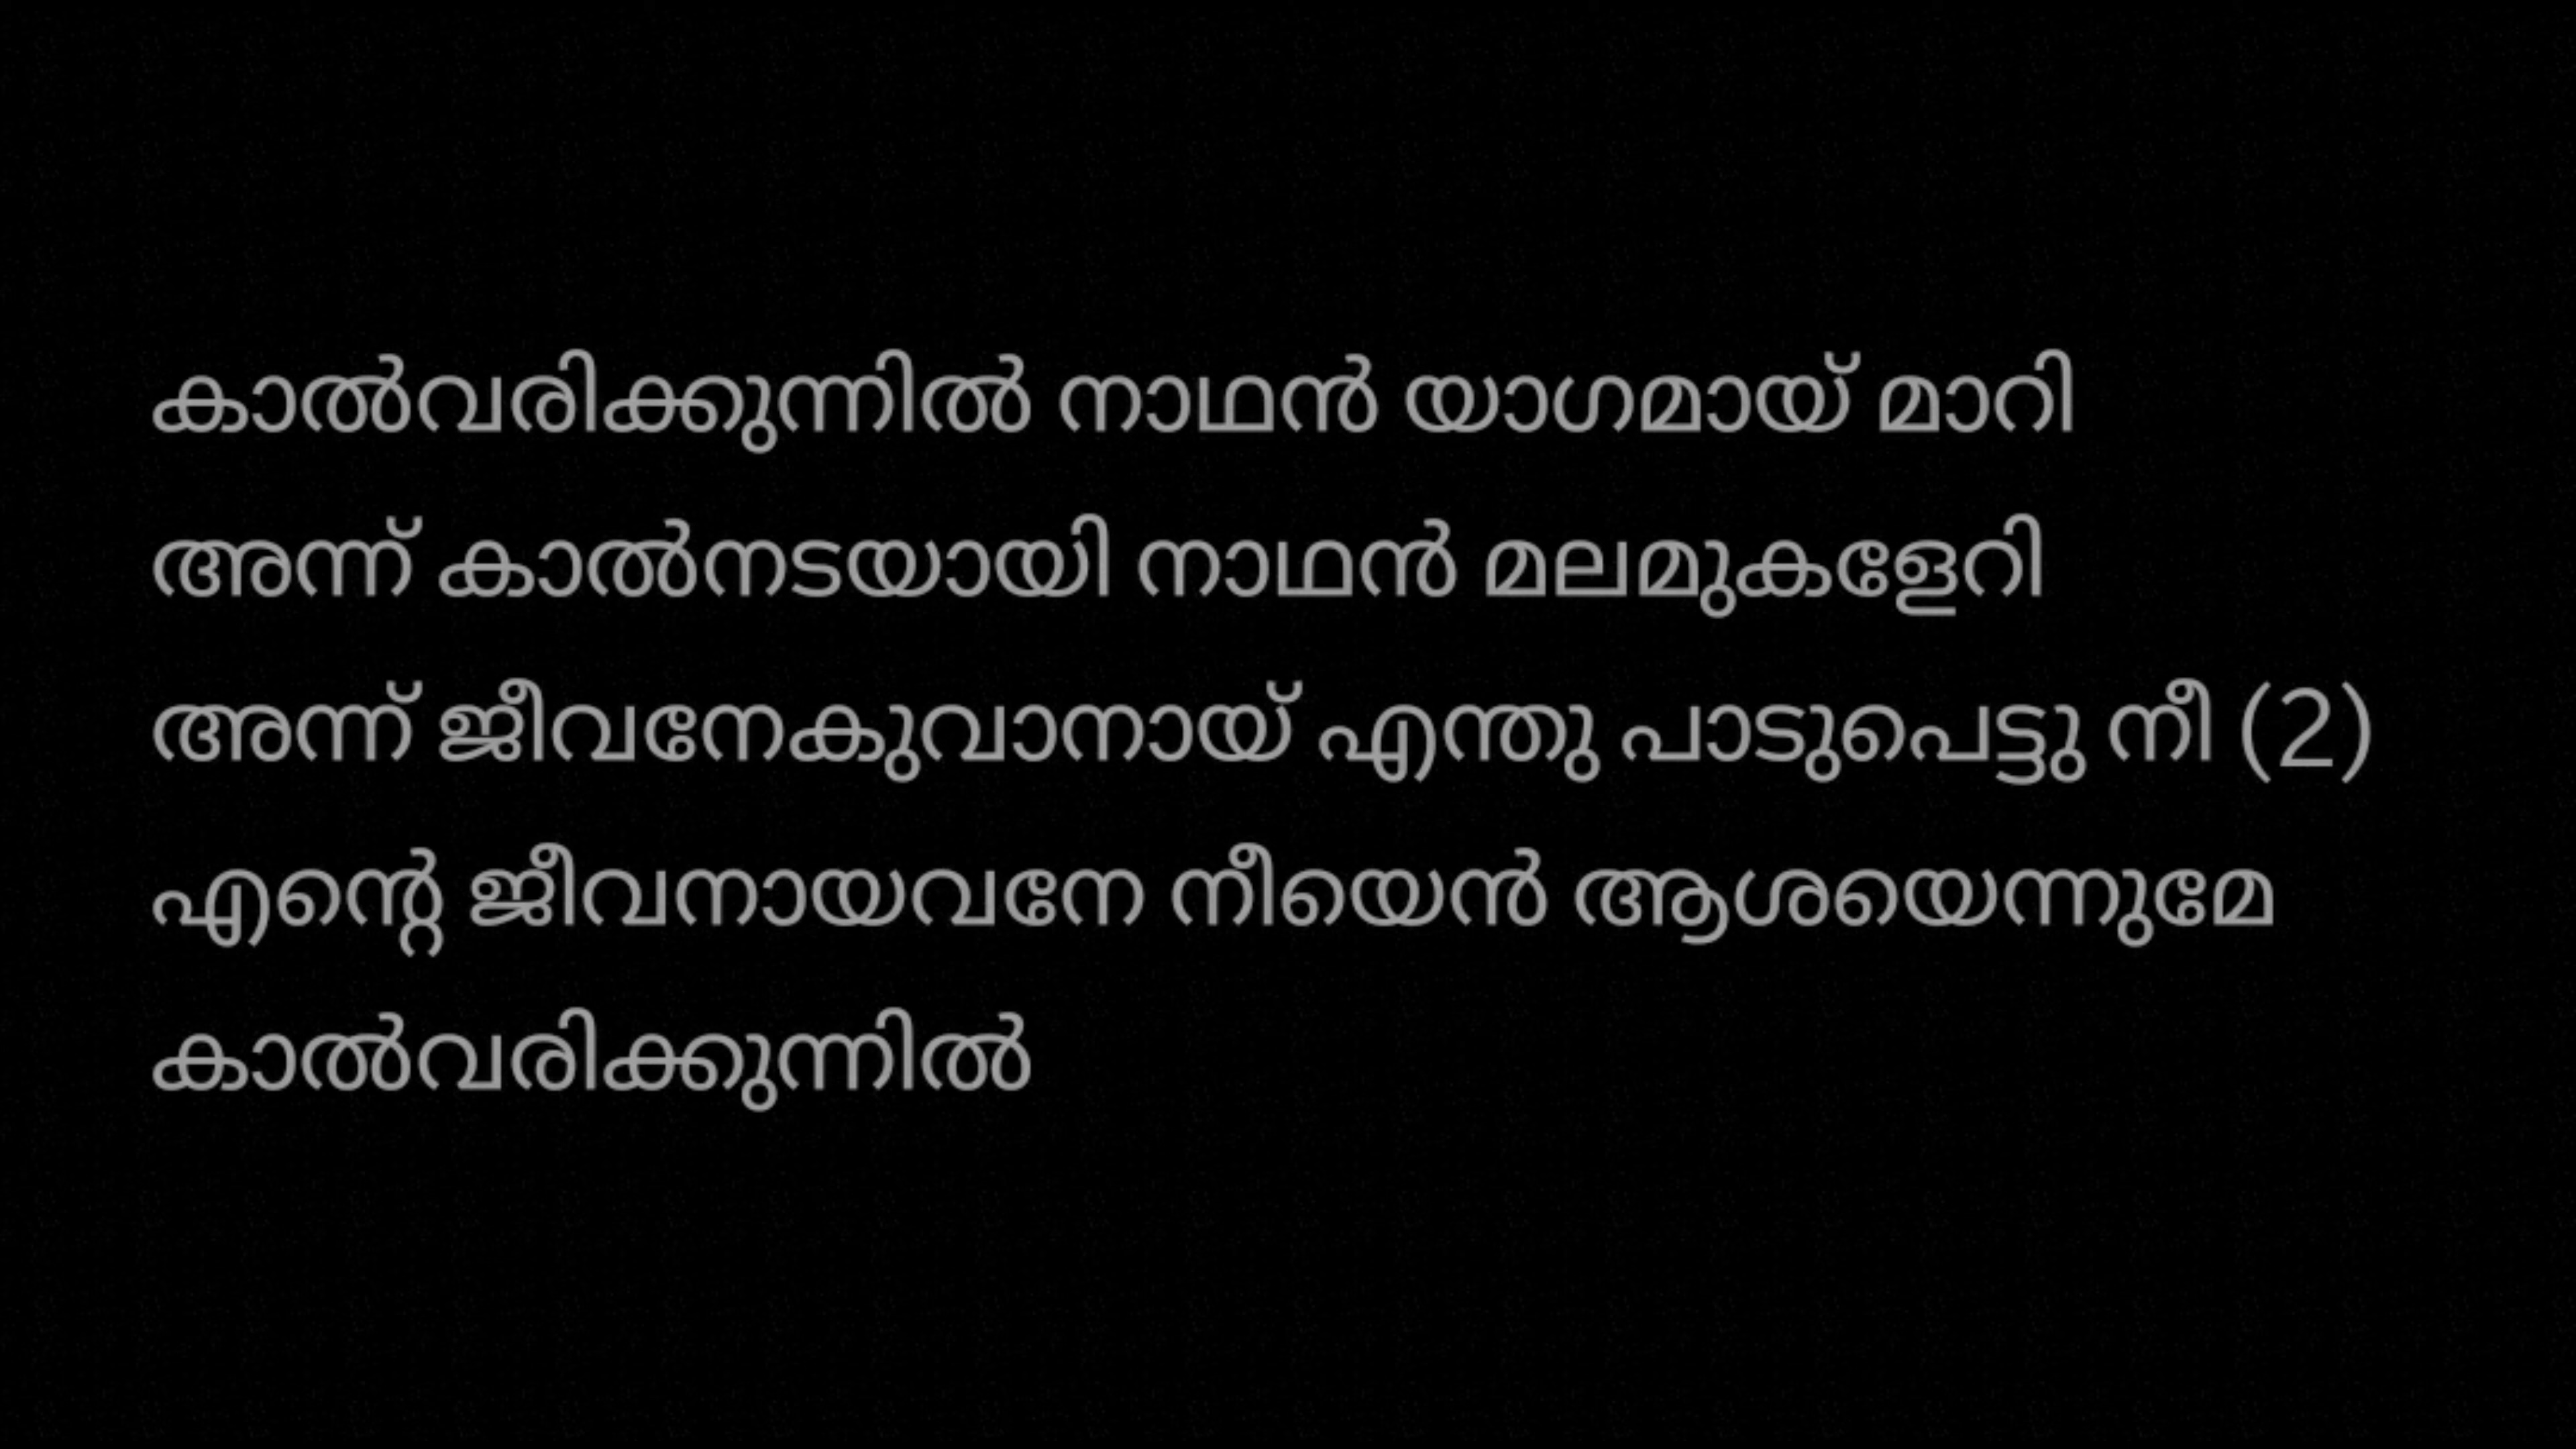 കാൽവരിക്കുന്നിൽ നാഥൻ യാഗമായ് മാറി
അന്ന് കാൽനടയായി നാഥൻ മലമുകളേറി
അന്ന് ജീവനേകുവാനായ് എന്തു പാടുപെട്ടു നീ (2)
എന്റെ ജീവനായവനേ നീയെൻ ആശയെന്നുമേ
കാൽവരിക്കുന്നിൽ